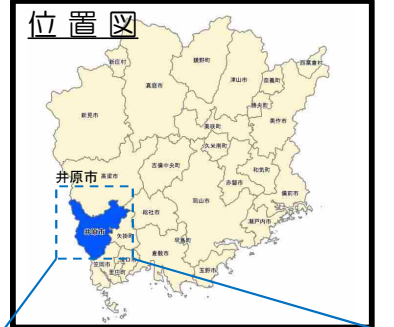 位置図
新庄村
鏡野町
西粟倉村
真庭市
津山市
奈義町
勝央町
新見市
美咲町
美作市
久米南町
吉備中央町
和気町
井原市
高梁市
赤磐市
備前市
総社市
岡山市
井原市
矢掛町
瀬戸内市
早島町
倉敷市
笠岡市
玉野市
里庄町